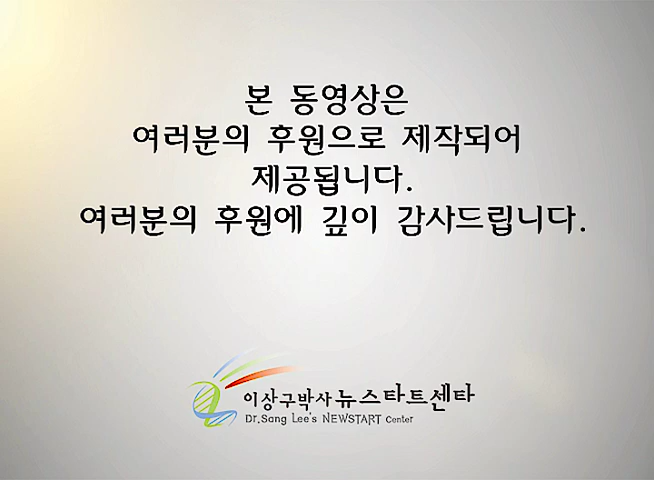 본 동영상은
여러분의 후원으로 제작되어
제공됩니다.
여러분의 후원에 깊이 감사드립니다.
이상구박사 뉴스타트센타
Dr.Sang Lee's NEWSTART Center